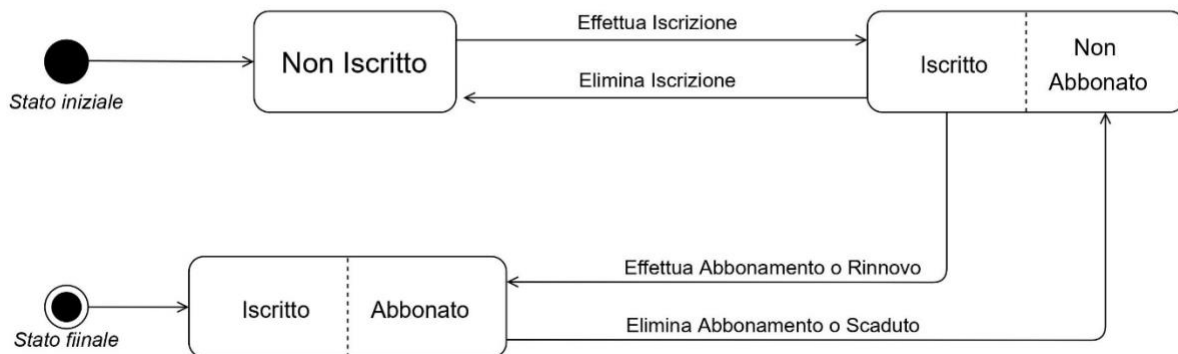 Effettua Iscrizione
Non Iscritto
Iscritto
Non
Abbonato
Elimina Iscrizione
Stato iniziale
Effettua Abbonamento o Rinnovo
Iscritto
Abbonato
Elimina Abbonamento o Scaduto
Stato fiinale